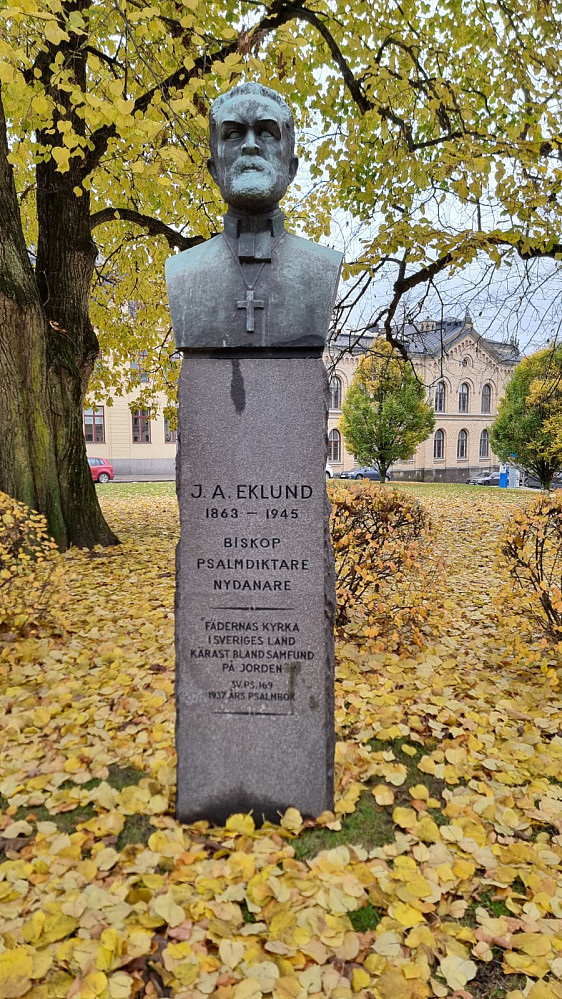 J. A. EKLUND
1863 – 1945
BISKOP
PSALMDIKTARE
NYDANARE
FÄDERNAS KYRKA
I SVERIGES LAND
KÄRAST BLAND SAMFUND
PÅ JORDEN
SV.PS.169
1937 ÅRS PSALMBOK